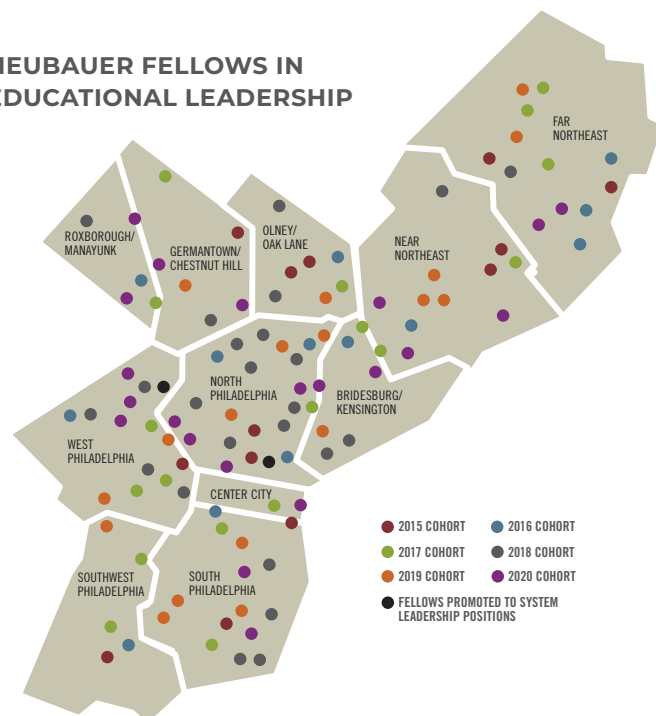 NEUBAUER FELLOWS IN
EDUCATIONAL LEADERSHIP
FAR
NORTHEAST
ROXBOROUGH/
MANAYUNK
GERMANTOWN/
CHESTNUT HILL
OLNEY/
OAK LANE
NEAR
NORTHEAST
NORTH
PHILADELPHIA
BRIDESBURG/
KENSINGTON
WEST
PHILADELPHIA
CENTER CITY
SOUTHWEST
PHILADELPHIA
SOUTH
PHILADELPHIA
2015 COHORT
2016 COHORT
2017 COHORT
2018 COHORT
2019 COHORT
2020 COHORT
FELLOWS PROMOTED TO SYSTEM
LEADERSHIP POSITIONS